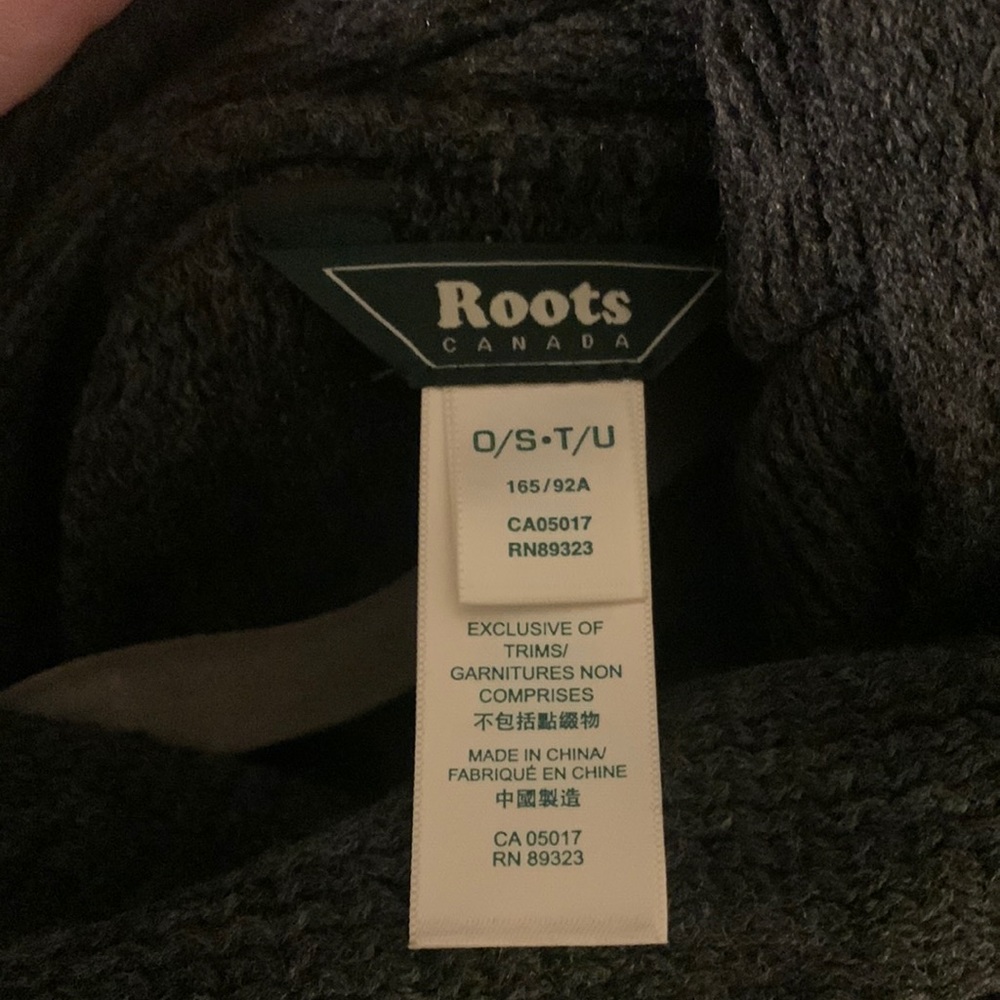 Roots
CANADA
O/S•T/U
165/92A
CA05017
RN89323
EXCLUSIVE OF
TRIMS/
GARNITURES NON
COMPRISES
不包括點綴物
MADE IN CHINA/
FABRIQUÉ EN CHINE
中國製造
CA 05017
RN 89323